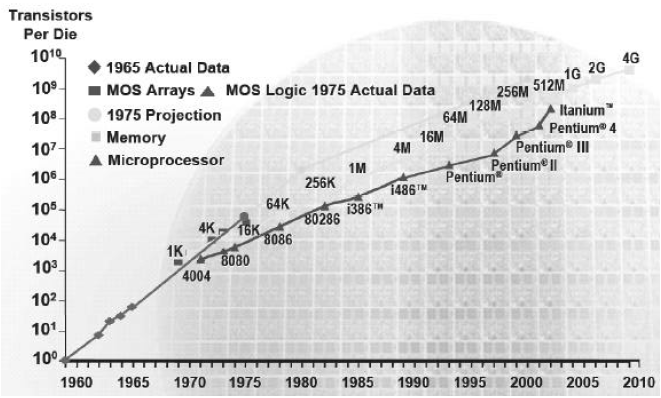 Transistors
Per Die
10¹⁰
10⁹
10⁸
10⁷
10⁶
10⁵
10⁴
10³
10²
10¹
10⁰
1965 Actual Data
MOS Arrays MOS Logic 1975 Actual Data
1975 Projection
Memory
Microprocessor
1K
4K
16K
64K
256K
1M
4M
16M
64M
128M
256M
512M
1G
2G
4G
4004
8080
8086
80286
i386™
i486™
Pentium®
Pentium® II
Pentium® III
Pentium® 4
Itanium™
1960 1965 1970 1975 1980 1985 1990 1995 2000 2005 2010